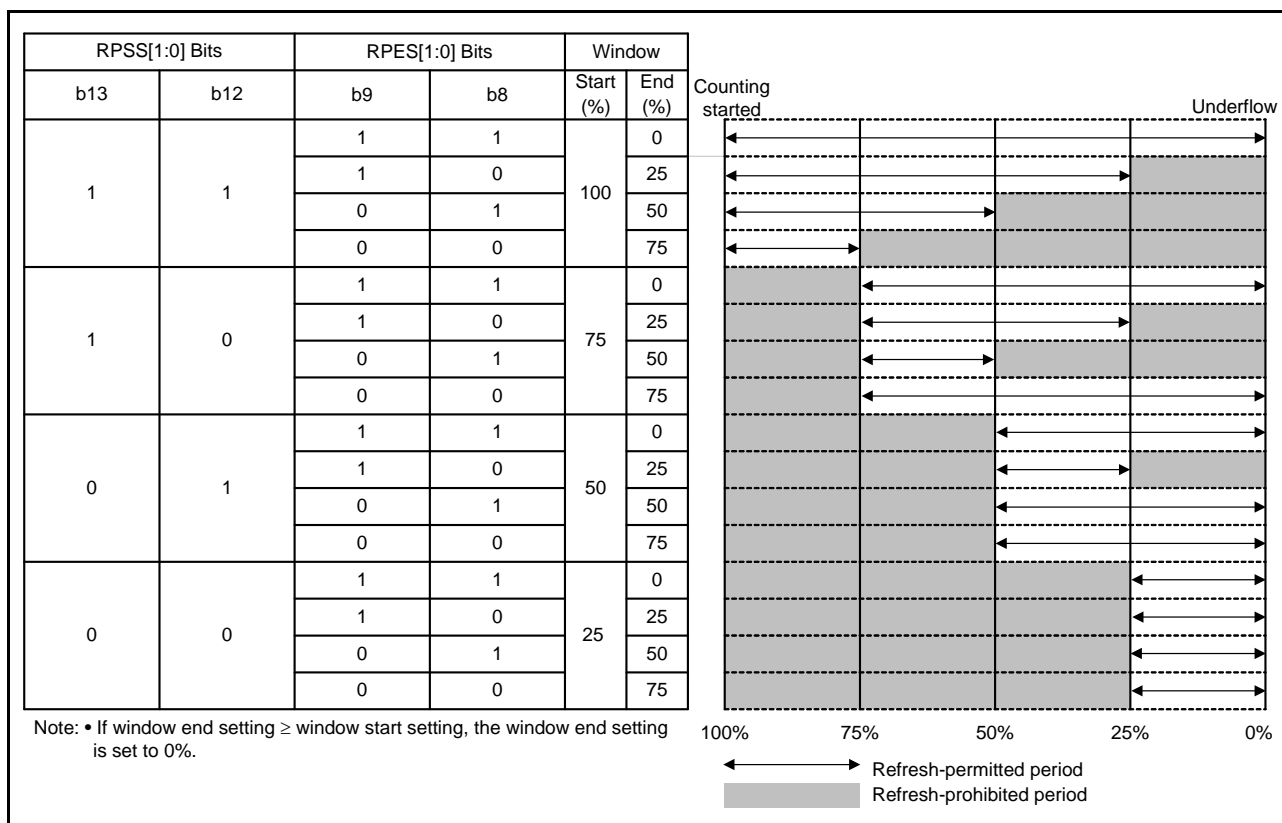 RPSS[1:0] Bits RPES[1:0] Bits Window
b13 b12 b9 b8 Start (%) End (%)
Counting started Underflow
1 1 1 1 100 0
1 0 25
0 1 50
0 0 75
1 0 1 1 75 0
1 0 25
0 1 50
0 0 75
0 1 1 1 50 0
1 0 25
0 1 50
0 0 75
0 0 1 1 25 0
1 0 25
0 1 50
0 0 75
Note: • If window end setting ≥ window start setting, the window end setting
is set to 0%.
100% 75% 50% 25% 0%
Refresh-permitted period
Refresh-prohibited period